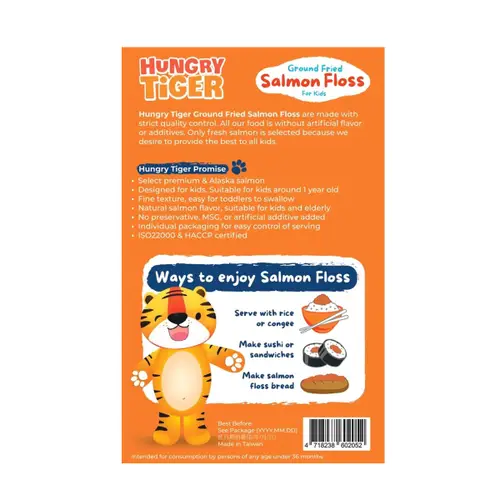 HUNGRY
TiGER
Ground Fried
Salmon Floss
For Kids
Hungry Tiger Ground Fried Salmon Floss are made with
strict quality control. All our food is without artificial flavor
or additives. Only fresh salmon is selected because we
desire to provide the best to all kids.
Hungry Tiger Promise
• Select premium & Alaska salmon
• Designed for kids, Suitable for kids around 1 year old
• Fine texture, easy for toddlers to swallow
• Natural salmon flavor, suitable for kids and elderly
• No preservative, MSG, or artificial additive added
• Individual packaging for easy control of serving
• ISO22000 & HACCP certified
Ways to enjoy Salmon Floss
Serve with rice
or congee
Make sushi or
sandwiches
Make salmon
floss bread
Best Before:
See Package (YYYY.MM.DD)
Made in Taiwan
4 718238 602052
Intended for consumption by persons of any age under 36 months